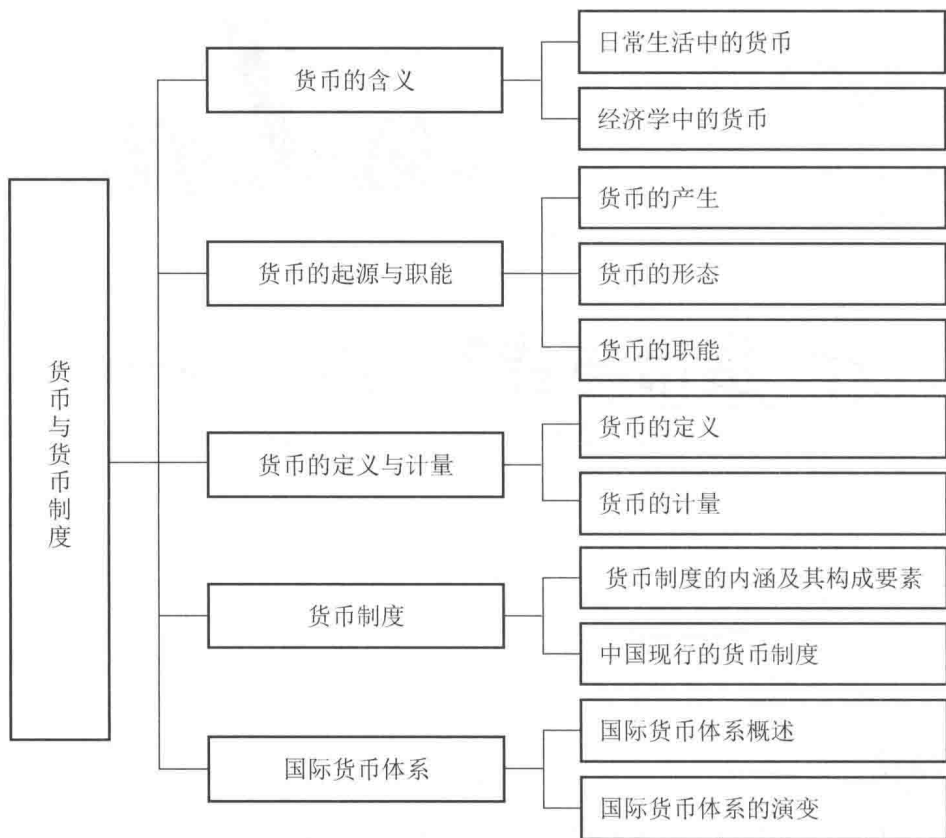 货币与货币制度
货币的含义
日常生活中的货币
经济学中的货币
货币的起源与职能
货币的产生
货币的形态
货币的职能
货币的定义与计量
货币的定义
货币的计量
货币制度
货币制度的内涵及其构成要素
中国现行的货币制度
国际货币体系
国际货币体系概述
国际货币体系的演变